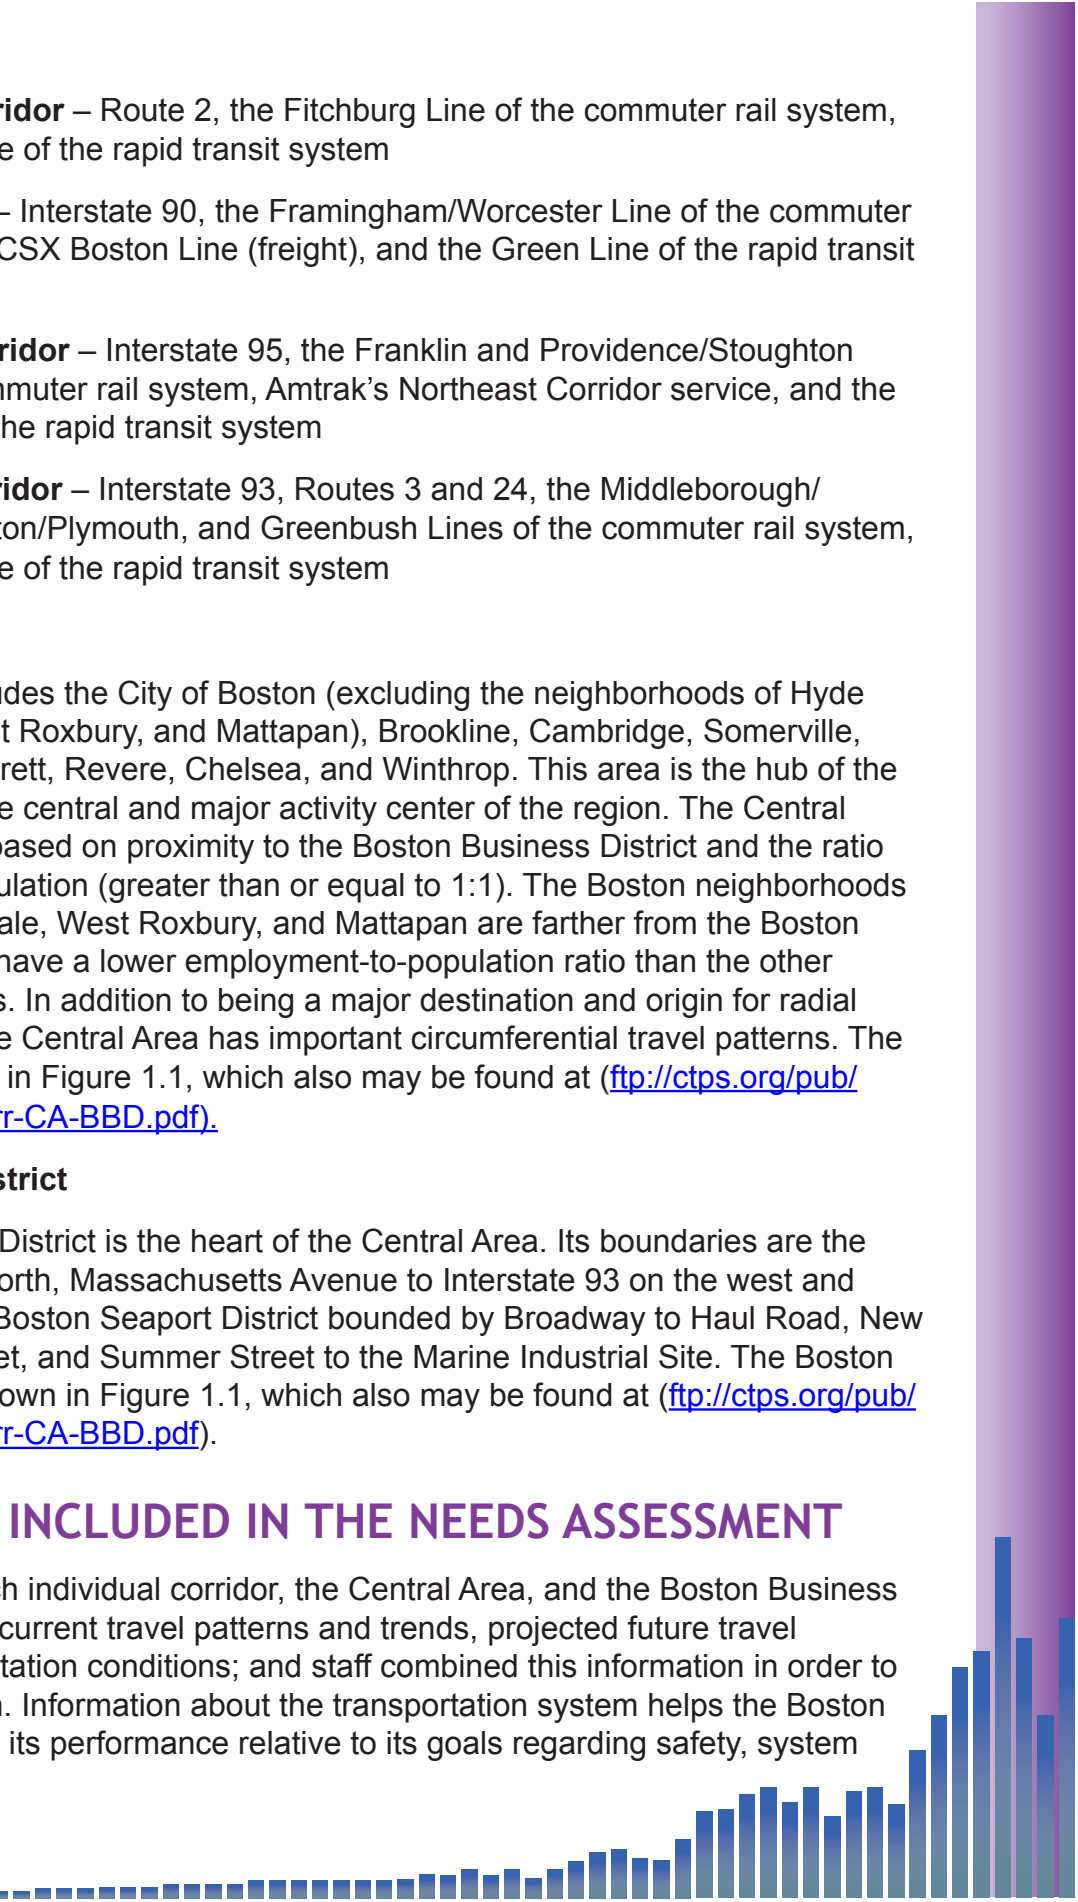 ridor – Route 2, the Fitchburg Line of the commuter rail system,
e of the rapid transit system
– Interstate 90, the Framingham/Worcester Line of the commuter
CSX Boston Line (freight), and the Green Line of the rapid transit
ridor – Interstate 95, the Franklin and Providence/Stoughton
mmuter rail system, Amtrak’s Northeast Corridor service, and the
the rapid transit system
ridor – Interstate 93, Routes 3 and 24, the Middleborough/
ton/Plymouth, and Greenbush Lines of the commuter rail system,
e of the rapid transit system
udes the City of Boston (excluding the neighborhoods of Hyde
t Roxbury, and Mattapan), Brookline, Cambridge, Somerville,
rett, Revere, Chelsea, and Winthrop. This area is the hub of the
e central and major activity center of the region. The Central
based on proximity to the Boston Business District and the ratio
ulation (greater than or equal to 1:1). The Boston neighborhoods
ale, West Roxbury, and Mattapan are farther from the Boston
have a lower employment-to-population ratio than the other
s. In addition to being a major destination and origin for radial
e Central Area has important circumferential travel patterns. The
in Figure 1.1, which also may be found at (ftp://ctps.org/pub/
rr-CA-BBD.pdf).
strict
District is the heart of the Central Area. Its boundaries are the
orth, Massachusetts Avenue to Interstate 93 on the west and
Boston Seaport District bounded by Broadway to Haul Road, New
et, and Summer Street to the Marine Industrial Site. The Boston
own in Figure 1.1, which also may be found at (ftp://ctps.org/pub/
rr-CA-BBD.pdf).
INCLUDED IN THE NEEDS ASSESSMENT
ch individual corridor, the Central Area, and the Boston Business
current travel patterns and trends, projected future travel
tation conditions; and staff combined this information in order to
n. Information about the transportation system helps the Boston
its performance relative to its goals regarding safety, system